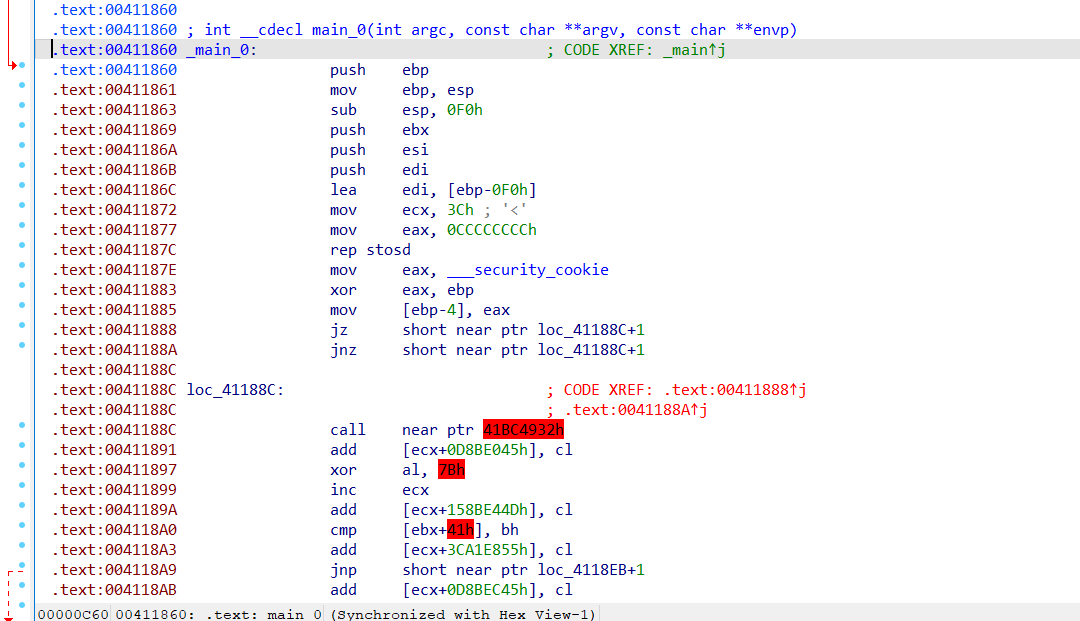 .text:00411860
.text:00411860 ; int __cdecl main_0(int argc, const char **argv, const char **envp)
.text:00411860 _main_0: ; CODE XREF: _main↑j
.text:00411860 push ebp
.text:00411861 mov ebp, esp
.text:00411863 sub esp, 0F0h
.text:00411869 push ebx
.text:0041186A push esi
.text:0041186B push edi
.text:0041186C lea edi, [ebp-0F0h]
.text:00411872 mov ecx, 3Ch ; '<'
.text:00411877 mov eax, 0CCCCCCCCh
.text:0041187C rep stosd
.text:0041187E mov eax, ___security_cookie
.text:00411883 xor eax, ebp
.text:00411885 mov [ebp-4], eax
.text:00411888 jz short near ptr loc_41188C+1
.text:0041188A jnz short near ptr loc_41188C+1
.text:0041188C
.text:0041188C loc_41188C: ; CODE XREF: .text:00411888↑j
.text:0041188C ; .text:0041188A↑j
.text:0041188C call near ptr 41BC4932h
.text:00411891 add [ecx+0D8BE045h], cl
.text:00411897 xor al, 7Bh
.text:00411899 inc ecx
.text:0041189A add [ecx+158BE44Dh], cl
.text:004118A0 cmp [ebx+41h], bh
.text:004118A3 add [ecx+3CA1E855h], cl
.text:004118A9 jnp short near ptr loc_4118EB+1
.text:004118AB add [ecx+0D8BEC45h], cl
00000C60 00411860: .text: main 0 (Synchronized with Hex View-1)